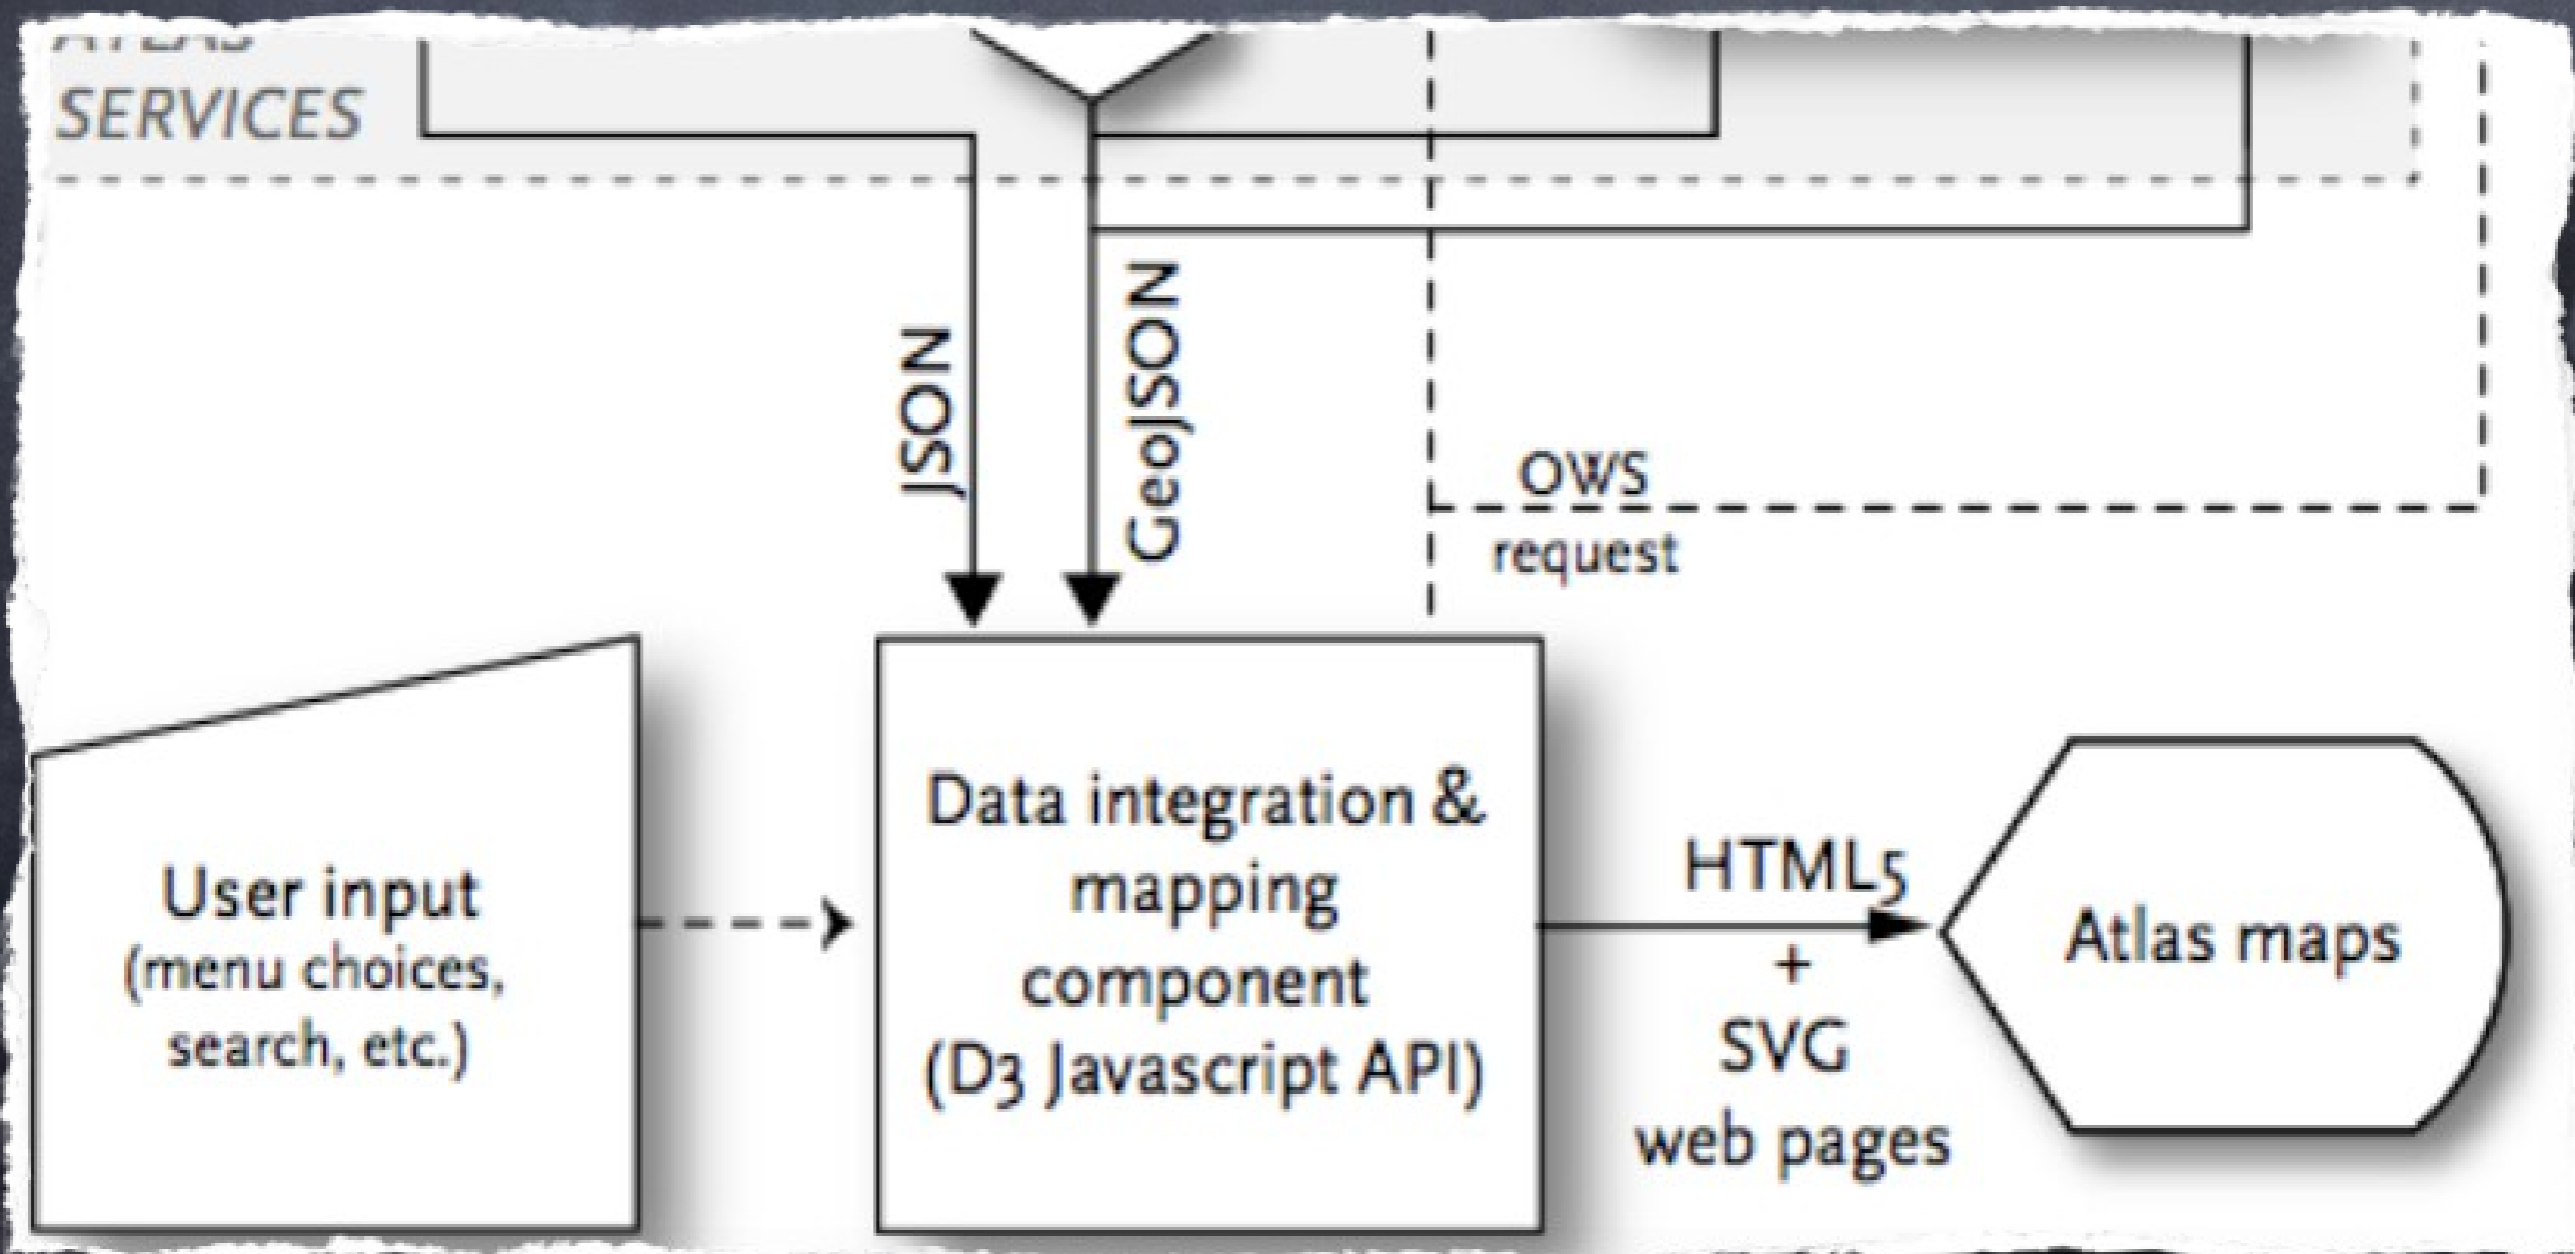 SERVICES
JSON
GeoJSON
OWS
request
User input
(menu choices,
search, etc.)
Data integration &
mapping
component
(D3 Javascript API)
HTML5
+
SVG
web pages
Atlas maps